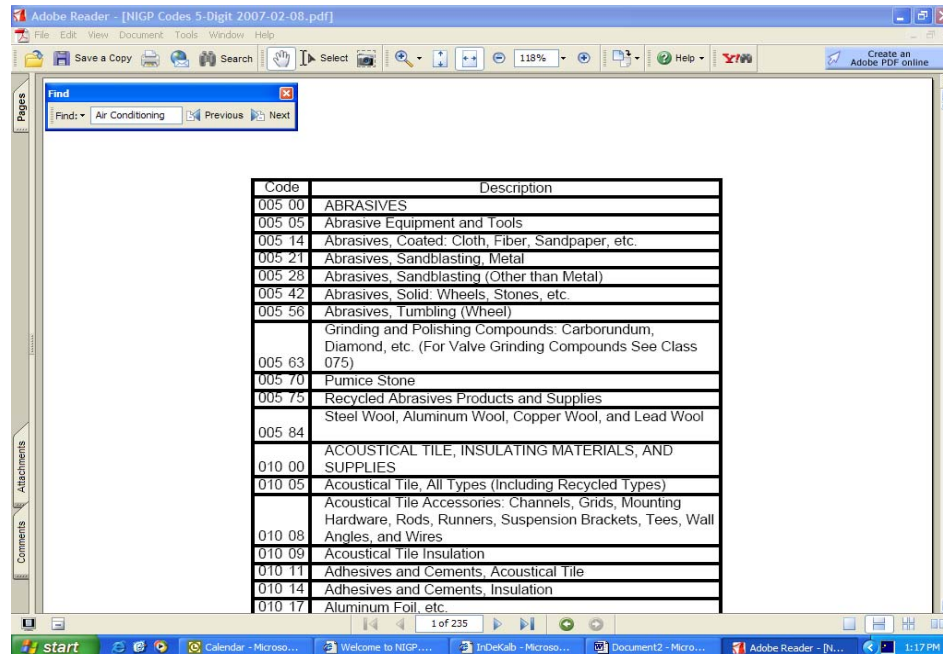 Adobe Reader - [NIGP Codes 5-Digit 2007-02-08.pdf]
File Edit View Document Tools Window Help
Save a Copy Search Select 118% Help Y!
Create an
Adobe PDF online
Pages
Find
Find: Air Conditioning Previous Next
Code Description
005 00 ABRASIVES
005 05 Abrasive Equipment and Tools
005 14 Abrasives, Coated: Cloth, Fiber, Sandpaper, etc.
005 21 Abrasives, Sandblasting, Metal
005 28 Abrasives, Sandblasting (Other than Metal)
005 42 Abrasives, Solid: Wheels, Stones, etc.
005 56 Abrasives, Tumbling (Wheel)
Grinding and Polishing Compounds: Carborundum,
Diamond, etc. (For Valve Grinding Compounds See Class
005 63 075)
005 70 Pumice Stone
005 75 Recycled Abrasives Products and Supplies
Steel Wool, Aluminum Wool, Copper Wool, and Lead Wool
005 84
ACOUSTICAL TILE, INSULATING MATERIALS, AND
010 00 SUPPLIES
010 05 Acoustical Tile, All Types (Including Recycled Types)
Acoustical Tile Accessories: Channels, Grids, Mounting
Hardware, Rods, Runners, Suspension Brackets, Tees, Wall
010 08 Angles, and Wires
010 09 Acoustical Tile Insulation
010 11 Adhesives and Cements, Acoustical Tile
010 14 Adhesives and Cements, Insulation
010 17 Aluminum Foil, etc.
Attachments
Comments
1 of 235
start Calendar - Microso... Welcome to NIGP.... InDeKalb - Microso... Document2 - Micro... Adobe Reader - [N... 1:17 PM